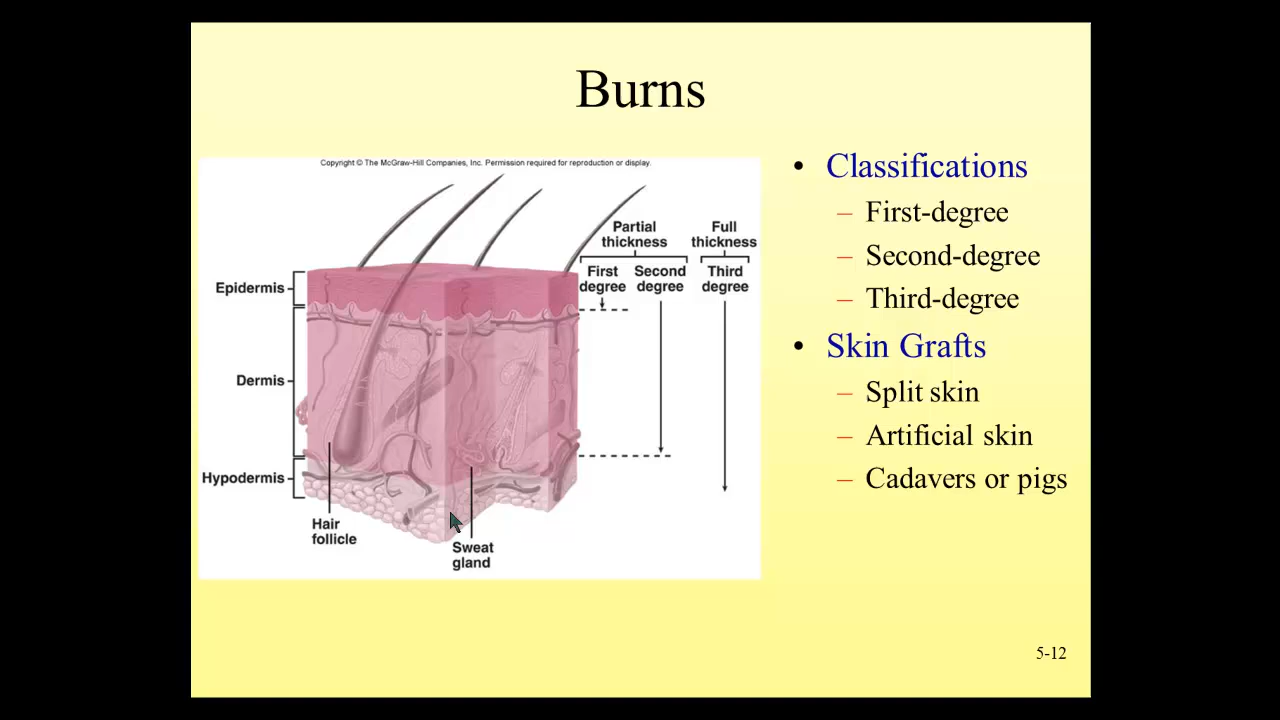 Burns
Copyright © The McGraw-Hill Companies, Inc. Permission required for reproduction or display.
Partial
thickness
Full
thickness
First
degree
Second
degree
Third
degree
Epidermis
Dermis
Hypodermis
Hair
follicle
Sweat
gland
• Classifications
– First-degree
– Second-degree
– Third-degree
• Skin Grafts
– Split skin
– Artificial skin
– Cadavers or pigs
5-12